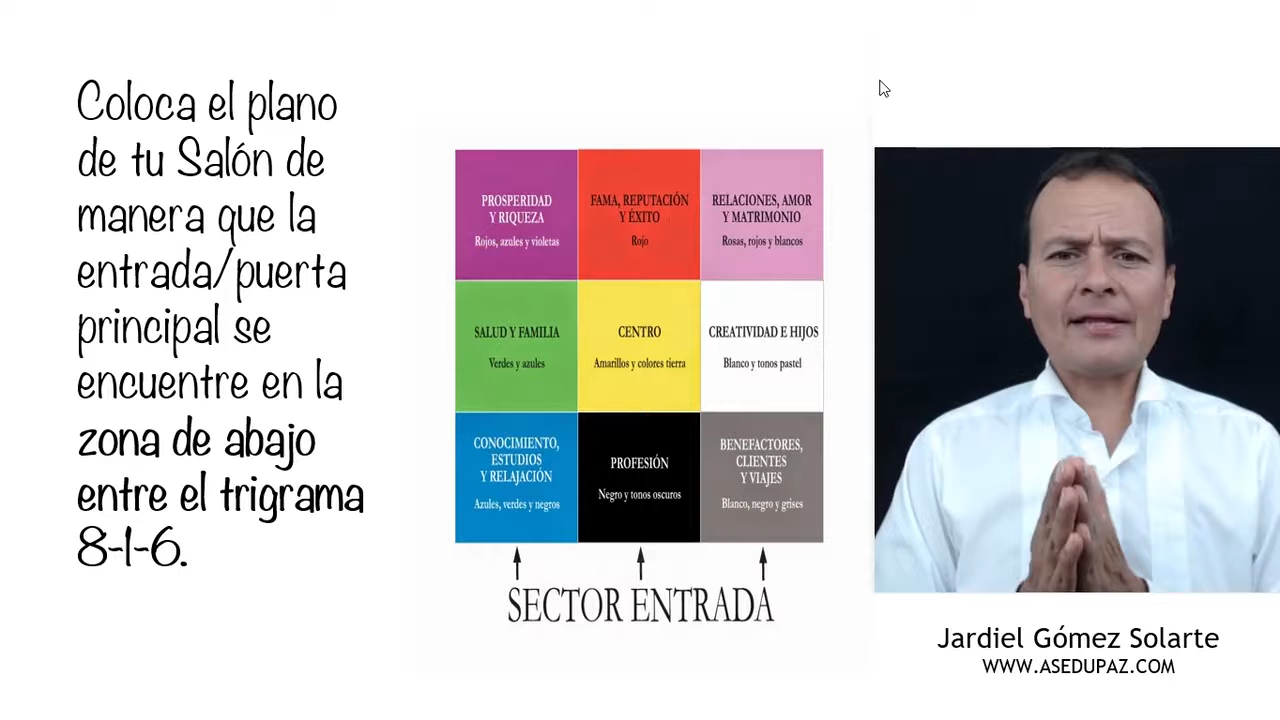 Coloca el plano
de tu Salón de
manera que la
entrada/puerta
principal se
encuentre en la
zona de abajo
entre el trigrama
8-1-6.
PROSPERIDAD
Y RIQUEZA
Rojos, azules y violetas
FAMA, REPUTACIÓN
Y ÉXITO
Rojo
RELACIONES, AMOR
Y MATRIMONIO
Rosas, rojos y blancos
SALUD Y FAMILIA
Verdes y azules
CENTRO
Amarillos y colores tierra
CREATIVIDAD E HIJOS
Blanco y tonos pastel
CONOCIMIENTO,
ESTUDIOS
Y RELAJACIÓN
Azules, verdes y negros
PROFESIÓN
Negro y tonos oscuros
BENEFACTORES,
CLIENTES
Y VIAJES
Blanco, negro y grises
SECTOR ENTRADA
Jardiel Gómez Solarte
WWW.ASEDUPAZ.COM